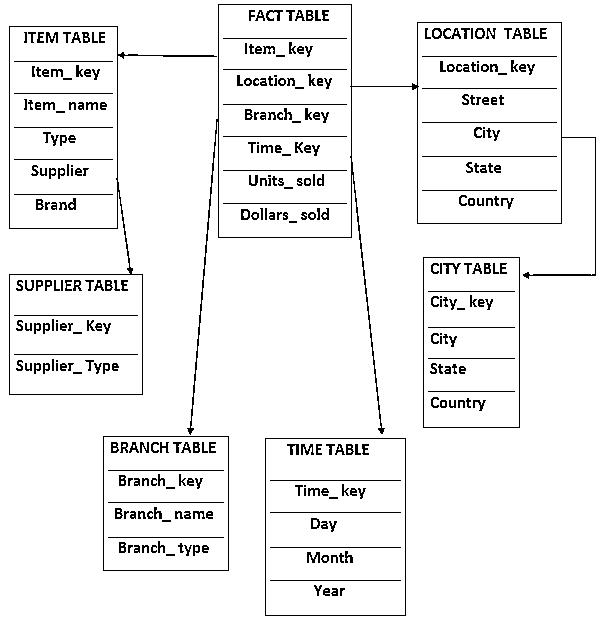 ITEM TABLE
Item_ key
Item_ name
Type
Supplier
Brand
FACT TABLE
Item_ key
Location_ key
Branch_ key
Time_ Key
Units_ sold
Dollars_ sold
LOCATION TABLE
Location_ key
Street
City
State
Country
SUPPLIER TABLE
Supplier_ Key
Supplier_ Type
CITY TABLE
City_ key
City
State
Country
BRANCH TABLE
Branch_ key
Branch_ name
Branch_ type
TIME TABLE
Time_ key
Day
Month
Year